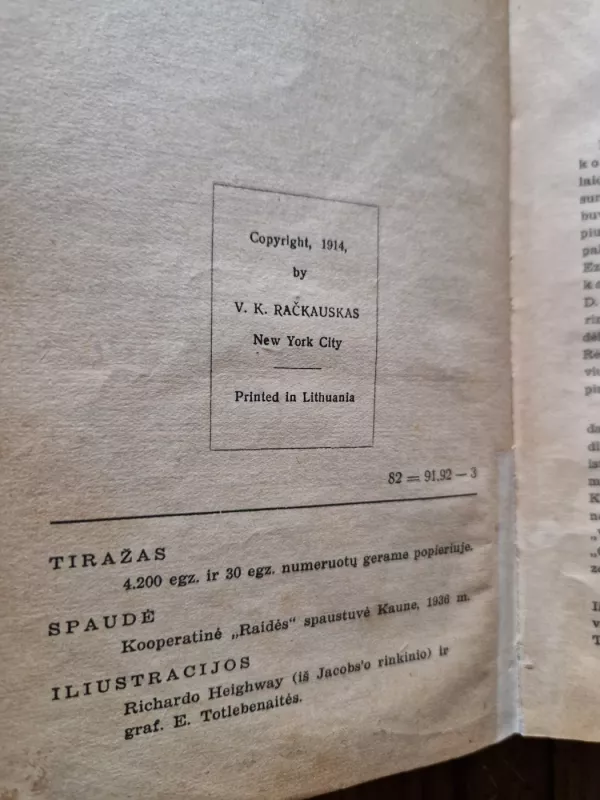 Copyright, 1914,
by
V. K. RAČKAUSKAS
New York City
Printed in Lithuania
82 = 91.92 — 3
TIRAŽAS
4.200 egz. ir 30 egz. numeruotų gerame popieriuje.
SPAUDĖ
Kooperatinė „Raidės“ spaustuvė Kaune, 1936 m.
ILIUSTRACIJOS
Richardo Heighway (iš Jacobs'o rinkinio) ir
graf. E. Totlebenaitės.